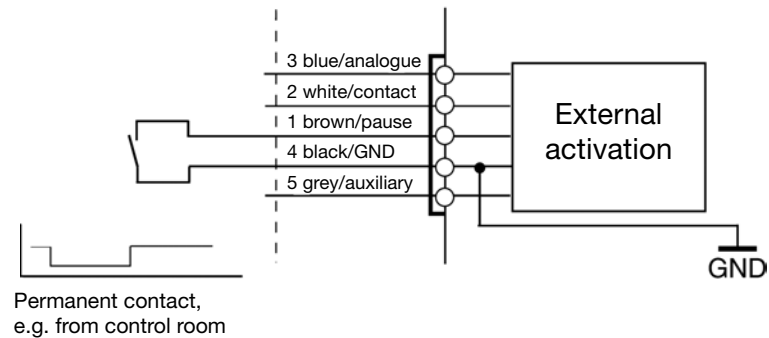 3 blue/analogue
2 white/contact
1 brown/pause
4 black/GND
5 grey/auxiliary
External
activation
GND
Permanent contact,
e.g. from control room